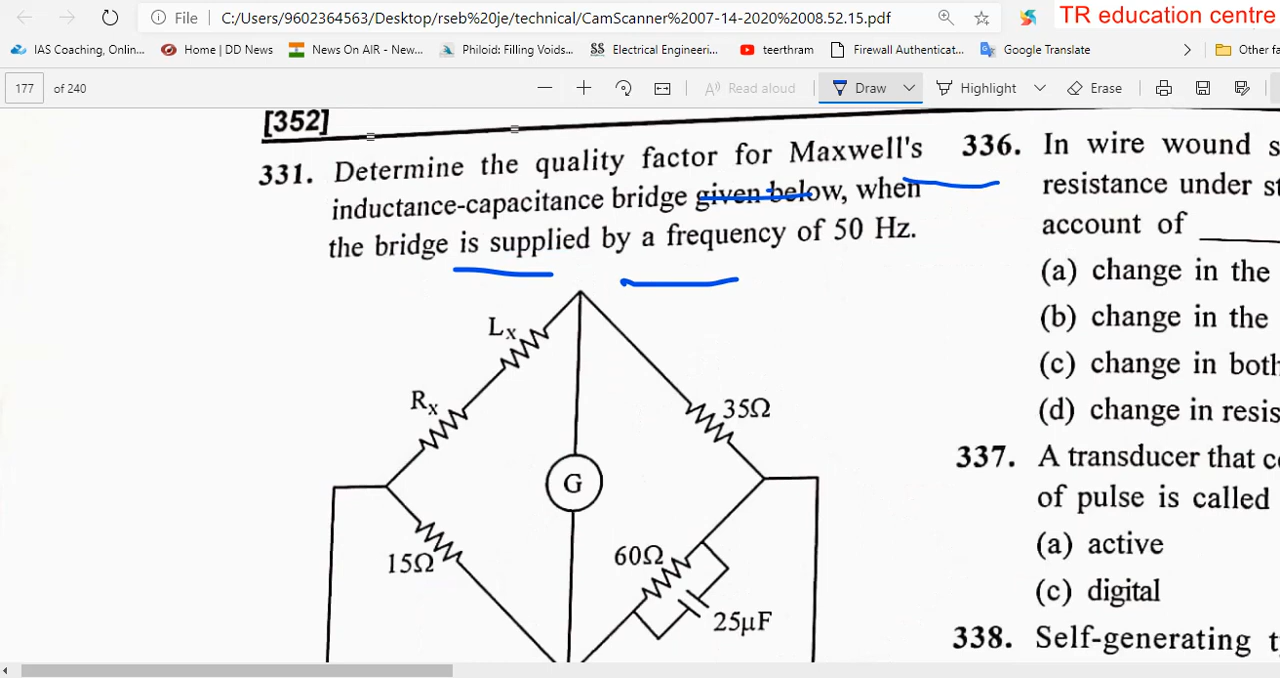 File C:/Users/9602364563/Desktop/rseb%20je/technical/CamScanner%2007-14-2020%2008.52.15.pdf
TR education centre
IAS Coaching, Onlin... Home | DD News News On AIR - New... Philoid: Filling Voids... Electrical Engineeri... teerthram Firewall Authenticat... Google Translate Other fa
177 of 240 Read aloud Draw Highlight Erase
[352]
331. Determine the quality factor for Maxwell's
inductance-capacitance bridge given below, when
the bridge is supplied by a frequency of 50 Hz.
Lx
Rx
35Ω
G
15Ω
60Ω
25μF
336. In wire wound s
resistance under st
account of ____
(a) change in the
(b) change in the
(c) change in both
(d) change in resis
337. A transducer that co
of pulse is called
(a) active
(c) digital
338. Self-generating t